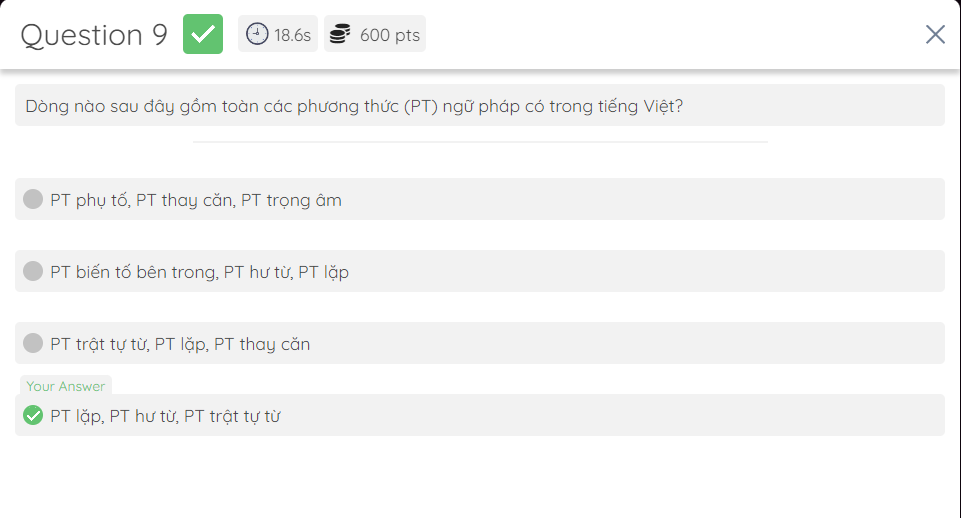 Question 9 18.6s 600 pts
Dòng nào sau đây gồm toàn các phương thức (PT) ngữ pháp có trong tiếng Việt?
PT phụ tố, PT thay căn, PT trọng âm
PT biến tố bên trong, PT hư từ, PT lặp
PT trật tự từ, PT lặp, PT thay căn
Your Answer
PT lặp, PT hư từ, PT trật tự từ